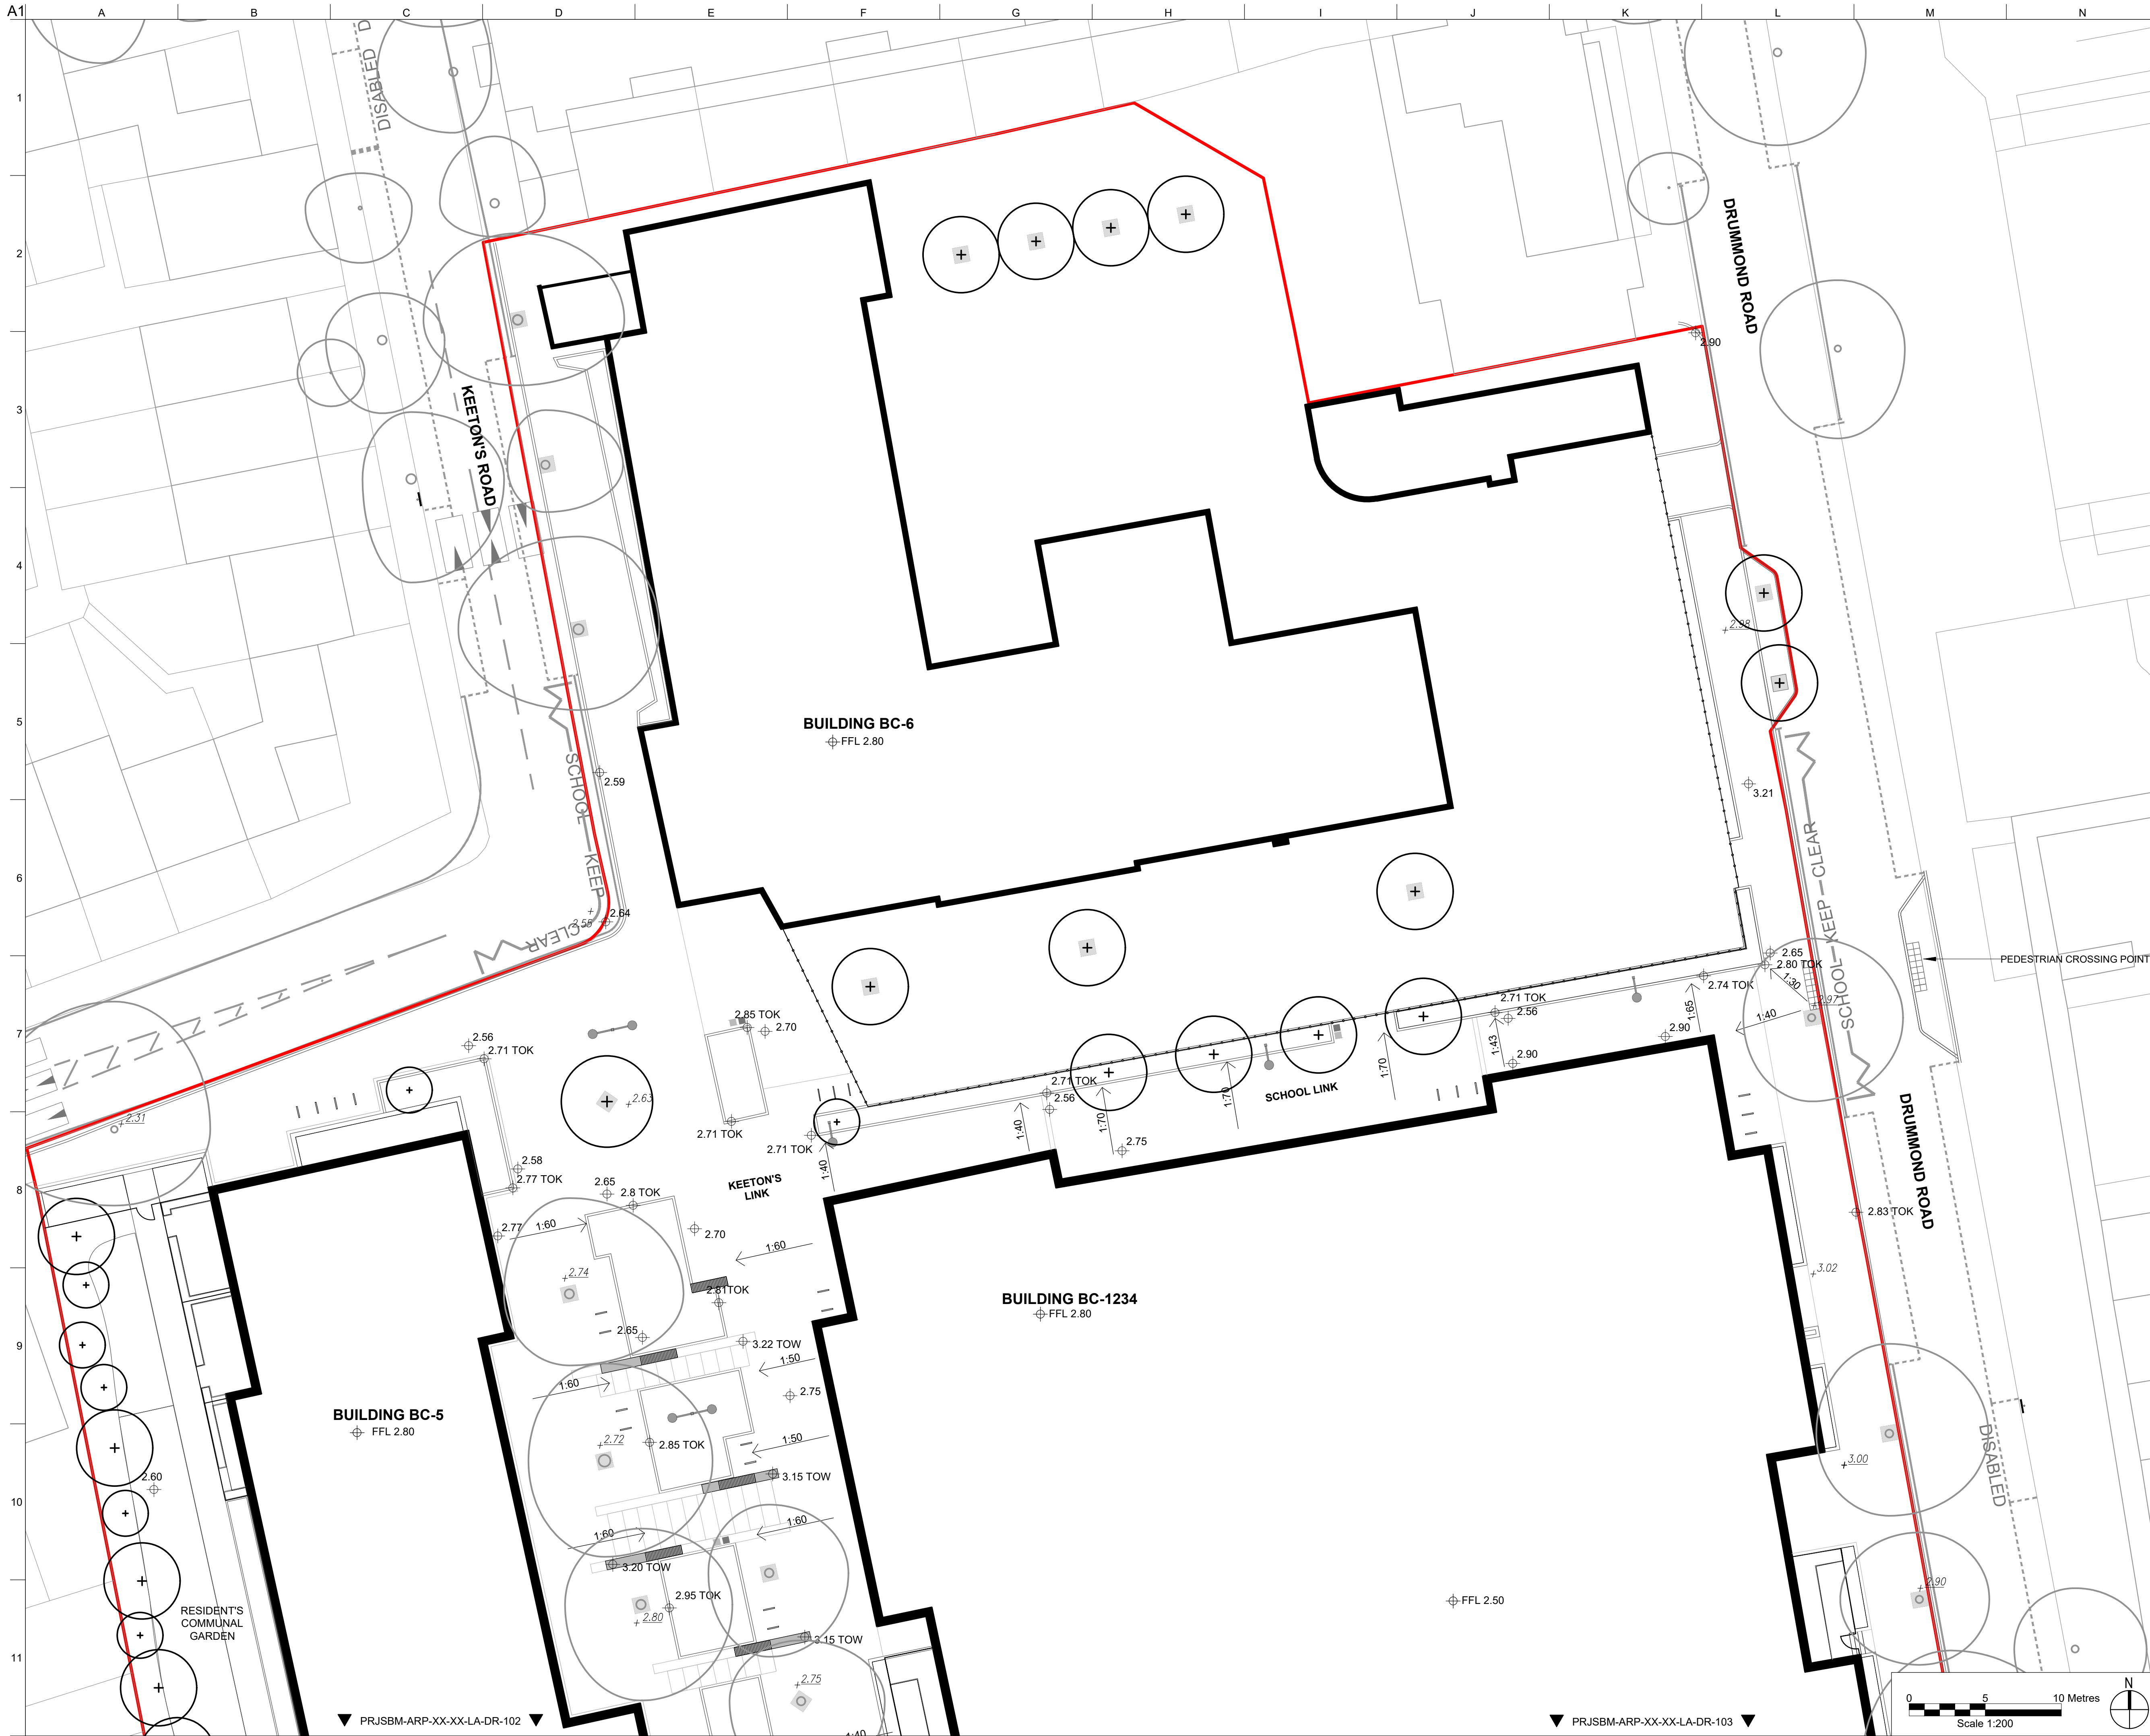 A1
A B C D E F G H I J K L M N
1
2
3
4
5
6
7
8
9
10
11
DISABLED D
DRUMMOND ROAD
2.90
KEETON'S ROAD
2.98
BUILDING BC-6
FFL 2.80
2.59
3.21
SCHOOL KEEP CLEAR
2.64
2.55
SCHOOL KEEP CLEAR
PEDESTRIAN CROSSING POINT
2.65
2.80 TOK
2.74 TOK
1:30
2.97
1:40
1:65
2.90
2.71 TOK
2.56
1:43
2.90
2.85 TOK
2.70
2.56
2.71 TOK
2.63
2.31
2.71 TOK
2.71 TOK
1:40
2.71 TOK
2.56
1:40
1:70
1:70
SCHOOL LINK
1:70
2.75
DRUMMOND ROAD
2.58
2.77 TOK
2.65
2.8 TOK
KEETON'S
LINK
2.77
1:60
2.70
1:60
2.83 TOK
2.74
2.81TOK
3.02
BUILDING BC-1234
FFL 2.80
2.65
3.22 TOW
1:50
1:60
2.75
BUILDING BC-5
FFL 2.80
2.72
2.85 TOK
1:50
3.15 TOW
3.00
DISABLED
2.60
1:60
1:60
3.20 TOW
2.95 TOK
2.80
FFL 2.50
2.90
RESIDENT'S
COMMUNAL
GARDEN
3.15 TOW
2.75
1:40
PRJSBM-ARP-XX-XX-LA-DR-102
PRJSBM-ARP-XX-XX-LA-DR-103
0 5 10 Metres
Scale 1:200
N